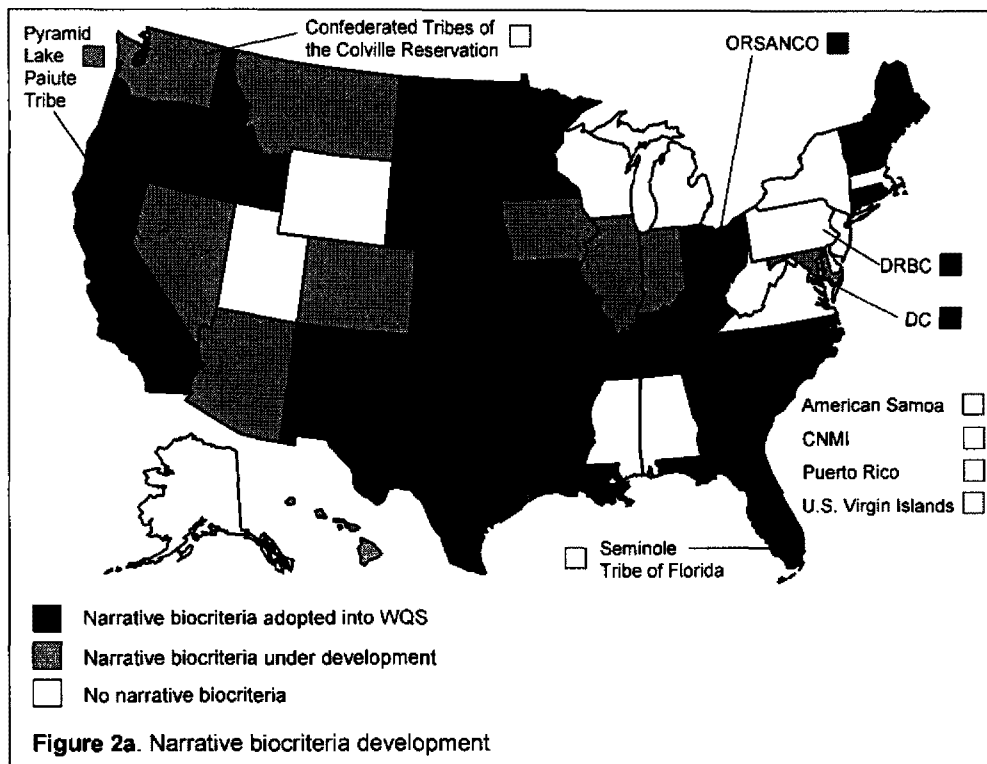 Pyramid
Lake
Paiute
Tribe
Confederated Tribes of
the Colville Reservation
ORSANCO
DRBC
DC
American Samoa
CNMI
Puerto Rico
U.S. Virgin Islands
Seminole
Tribe of Florida
Narrative biocriteria adopted into WQS
Narrative biocriteria under development
No narrative biocriteria
Figure 2a. Narrative biocriteria development